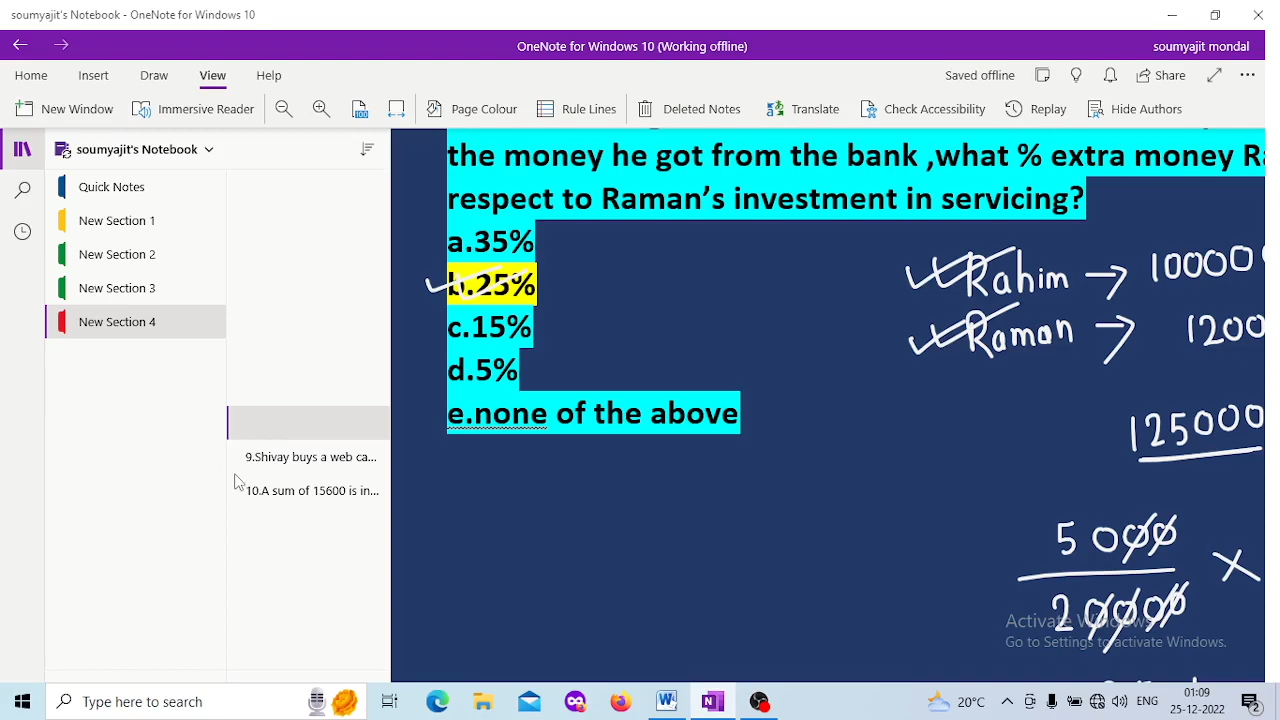 soumyajit's Notebook - OneNote for Windows 10
OneNote for Windows 10 (Working offline)
soumyajit mondal
Home Insert Draw View Help
Saved offline
Share
New Window
Immersive Reader
Page Colour
Rule Lines
Deleted Notes
Translate
Check Accessibility
Replay
Hide Authors
soumyajit's Notebook
Quick Notes
New Section 1
New Section 2
New Section 3
New Section 4
9.Shivay buys a web ca...
10.A sum of 15600 is in...
the money he got from the bank ,what % extra money Ra
respect to Raman's investment in servicing?
a.35%
b.25%
c.15%
d.5%
e.none of the above
Rahim → 100000
Raman → 1200
125000
5000
20000
×
Activate Windows
Go to Settings to activate Windows.
Type here to search
20°C
ENG
01:09
25-12-2022
2